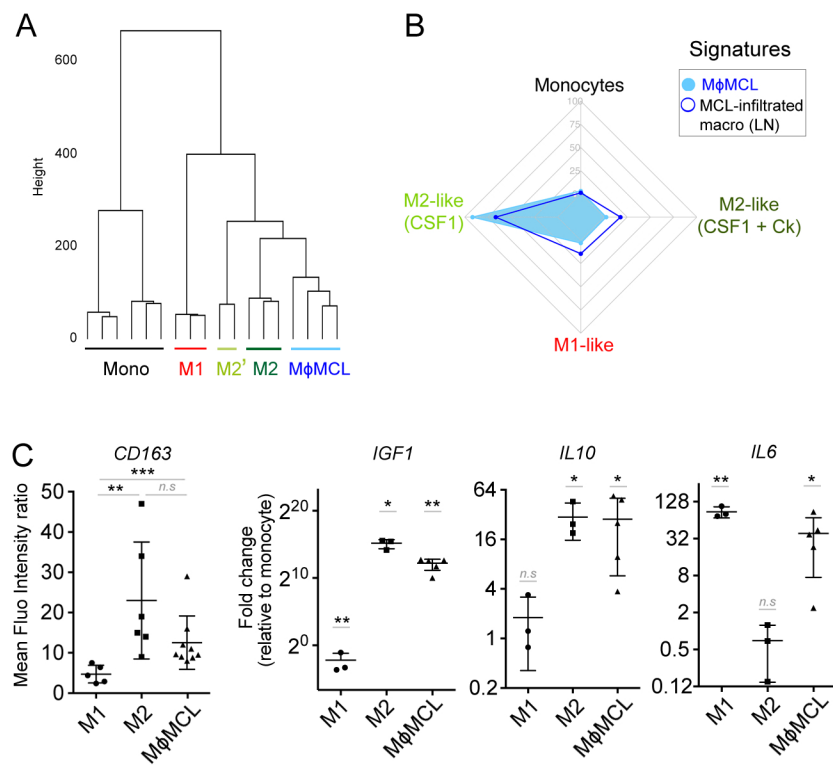 A
600
400
200
0
Height
Mono
M1
M2’
M2
MϕMCL
B
Signatures
MϕMCL
MCL-infiltrated
macro (LN)
Monocytes
100
75
50
25
M2-like
(CSF1)
M2-like
(CSF1 + Ck)
M1-like
C
CD163
***
**
n.s
50
40
30
20
10
0
Mean Fluo Intensity ratio
M1
M2
MϕMCL
IGF1
*
**
**
2^20
2^10
2^0
Fold change
(relative to monocyte)
M1
M2
MϕMCL
IL10
*
*
n.s
64
16
4
1
0.2
M1
M2
MϕMCL
IL6
**
*
n.s
128
32
8
2
0.5
0.12
M1
M2
MϕMCL